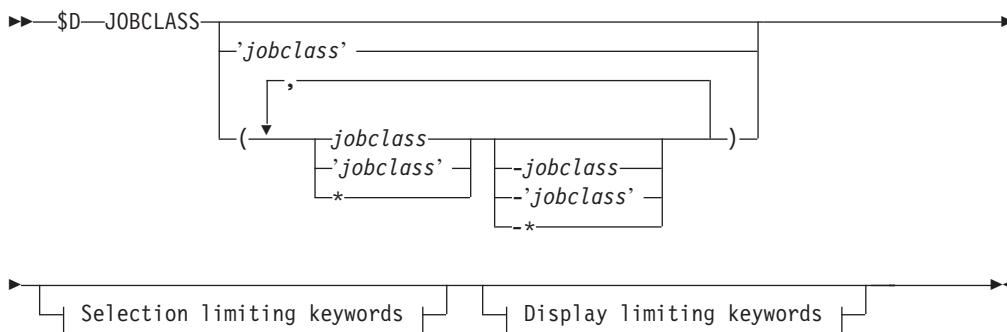 $D JOBCLASS
'jobclass'
,
( jobclass -jobclass )
'jobclass' -'jobclass'
* -*
Selection limiting keywords Display limiting keywords